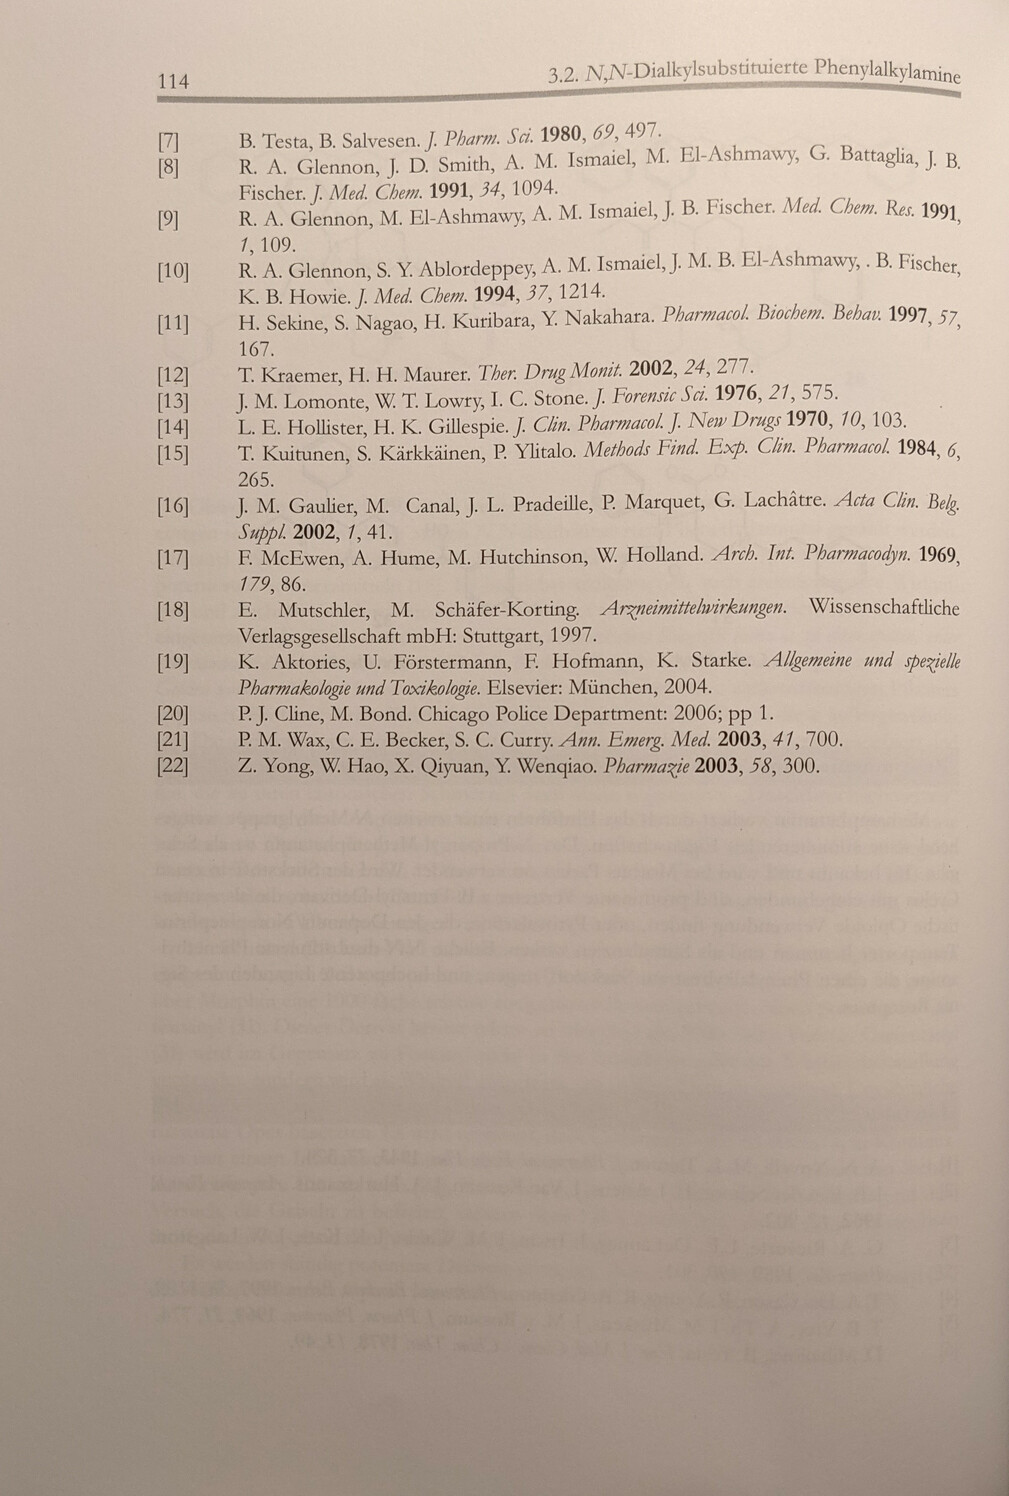 114
3.2. N,N-Dialkylsubstituierte Phenylalkylamine
[7] B. Testa, B. Salvesen. J. Pharm. Sci. 1980, 69, 497.
[8] R. A. Glennon, J. D. Smith, A. M. Ismaiel, M. El-Ashmawy, G. Battaglia, J. B.
Fischer. J. Med. Chem. 1991, 34, 1094.
[9] R. A. Glennon, M. El-Ashmawy, A. M. Ismaiel, J. B. Fischer. Med. Chem. Res. 1991,
1, 109.
[10] R. A. Glennon, S. Y. Ablordeppey, A. M. Ismaiel, J. M. B. El-Ashmawy, . B. Fischer,
K. B. Howie. J. Med. Chem. 1994, 37, 1214.
[11] H. Sekine, S. Nagao, H. Kuribara, Y. Nakahara. Pharmacol. Biochem. Behav. 1997, 57,
167.
[12] T. Kraemer, H. H. Maurer. Ther. Drug Monit. 2002, 24, 277.
[13] J. M. Lomonte, W. T. Lowry, I. C. Stone. J. Forensic Sci. 1976, 21, 575.
[14] L. E. Hollister, H. K. Gillespie. J. Clin. Pharmacol. J. New Drugs 1970, 10, 103.
[15] T. Kuitunen, S. Kärkkäinen, P. Ylitalo. Methods Find. Exp. Clin. Pharmacol. 1984, 6,
265.
[16] J. M. Gaulier, M. Canal, J. L. Pradeille, P. Marquet, G. Lachâtre. Acta Clin. Belg.
Suppl. 2002, 1, 41.
[17] F. McEwen, A. Hume, M. Hutchinson, W. Holland. Arch. Int. Pharmacodyn. 1969,
179, 86.
[18] E. Mutschler, M. Schäfer-Korting. Arzneimittelwirkungen. Wissenschaftliche
Verlagsgesellschaft mbH: Stuttgart, 1997.
[19] K. Aktories, U. Förstermann, F. Hofmann, K. Starke. Allgemeine und spezielle
Pharmakologie und Toxikologie. Elsevier: München, 2004.
[20] P. J. Cline, M. Bond. Chicago Police Department: 2006; pp 1.
[21] P. M. Wax, C. E. Becker, S. C. Curry. Ann. Emerg. Med. 2003, 41, 700.
[22] Z. Yong, W. Hao, X. Qiyuan, Y. Wenqiao. Pharmazie 2003, 58, 300.